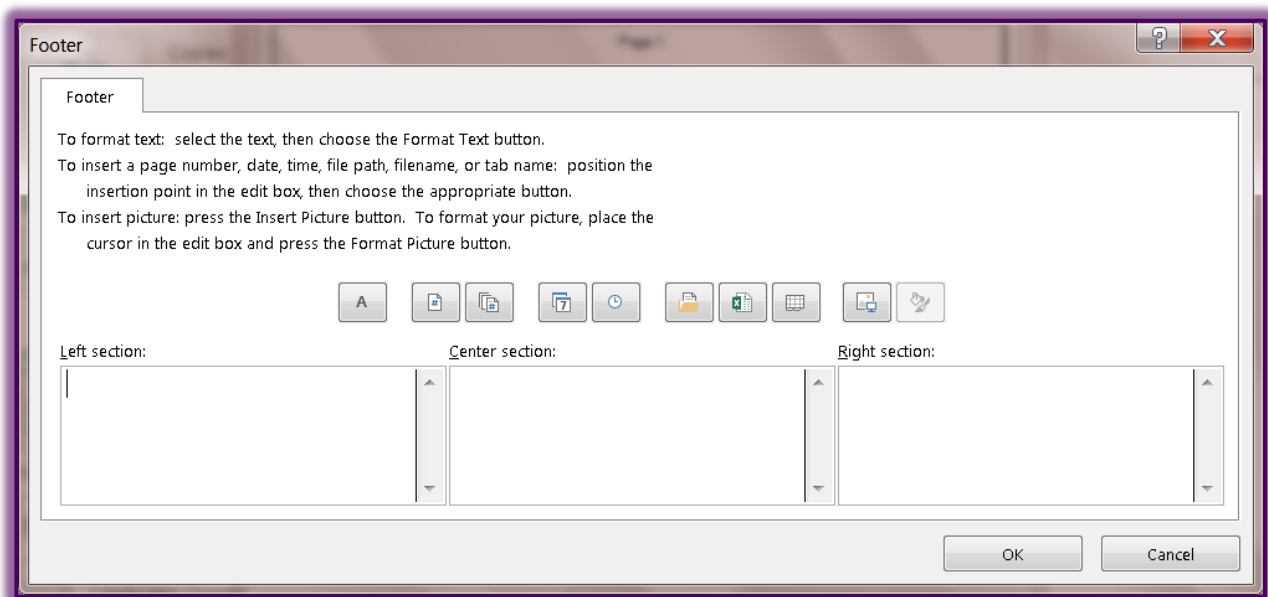 Footer
Page 1
Footer
To format text:  select the text, then choose the Format Text button.
To insert a page number, date, time, file path, filename, or tab name:  position the
insertion point in the edit box, then choose the appropriate button.
To insert picture: press the Insert Picture button.  To format your picture, place the
cursor in the edit box and press the Format Picture button.
A # # 7
Left section: Center section: Right section:
OK Cancel